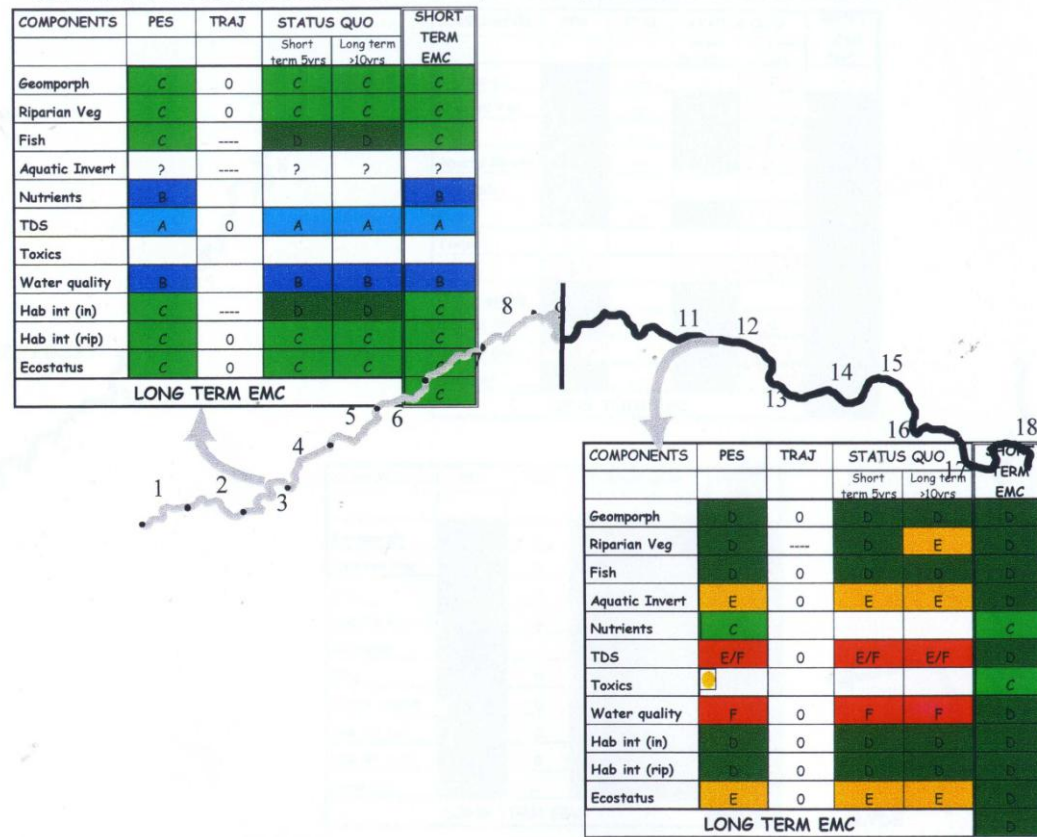 COMPONENTS PES TRAJ STATUS QUO SHORT TERM EMC
Short term 5yrs Long term >10yrs
Geomporph C 0 C C C
Riparian Veg C 0 C C C
Fish C ---- D D C
Aquatic Invert ? ---- ? ? ?
Nutrients B B
TDS A 0 A A A
Toxics
Water quality B B B B
Hab int (in) C ---- D D C
Hab int (rip) C 0 C C C
Ecostatus C 0 C C C
LONG TERM EMC C
1
2
3
4
5
6
7
8
9
11
12
13
14
15
16
17
18
COMPONENTS PES TRAJ STATUS QUO SHORT TERM EMC
Short term 5yrs Long term >10yrs
Geomporph D 0 D D D
Riparian Veg D ---- D E D
Fish D 0 D D D
Aquatic Invert E 0 E E D
Nutrients C C
TDS E/F 0 E/F E/F D
Toxics C
Water quality F 0 F F D
Hab int (in) D 0 D D D
Hab int (rip) D 0 D D D
Ecostatus E 0 E E D
LONG TERM EMC D